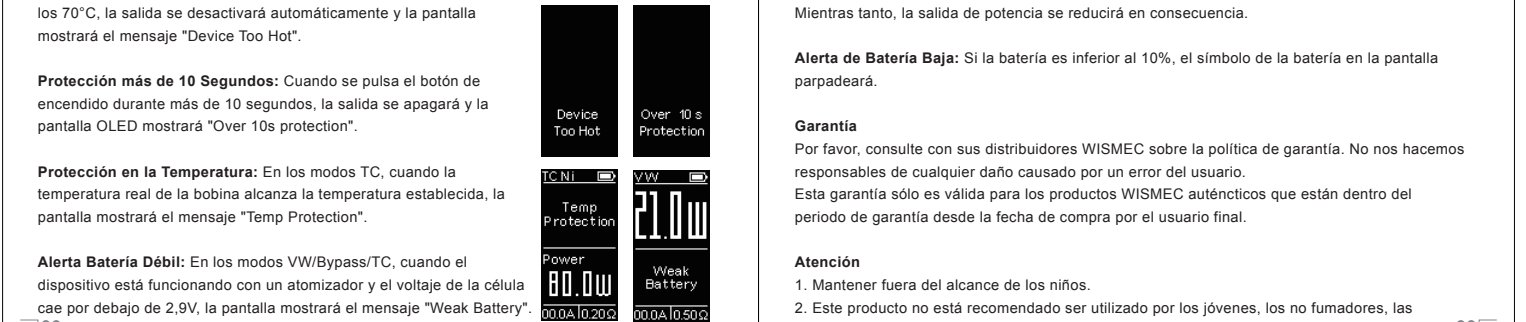 los 70°C, la salida se desactivará automáticamente y la pantalla
mostrará el mensaje "Device Too Hot".
Protección más de 10 Segundos: Cuando se pulsa el botón de
encendido durante más de 10 segundos, la salida se apagará y la
pantalla OLED mostrará "Over 10s protection".
Protección en la Temperatura: En los modos TC, cuando la
temperatura real de la bobina alcanza la temperatura establecida, la
pantalla mostrará el mensaje "Temp Protection".
Alerta Batería Débil: En los modos VW/Bypass/TC, cuando el
dispositivo está funcionando con un atomizador y el voltaje de la célula
cae por debajo de 2,9V, la pantalla mostrará el mensaje "Weak Battery".
Device
Too Hot
Over 10 s
Protection
TC Ni
Temp
Protection
Power
80.0W
00.0A 0.20Ω
VW
21.0W
Weak
Battery
00.0A 0.50Ω
Mientras tanto, la salida de potencia se reducirá en consecuencia.
Alerta de Batería Baja: Si la batería es inferior al 10%, el símbolo de la batería en la pantalla
parpadeará.
Garantía
Por favor, consulte con sus distribuidores WISMEC sobre la política de garantía. No nos hacemos
responsables de cualquier daño causado por un error del usuario.
Esta garantía sólo es válida para los productos WISMEC auténcticos que están dentro del
periodo de garantía desde la fecha de compra por el usuario final.
Atención
1. Mantener fuera del alcance de los niños.
2. Este producto no está recomendado ser utilizado por los jóvenes, los no fumadores, las